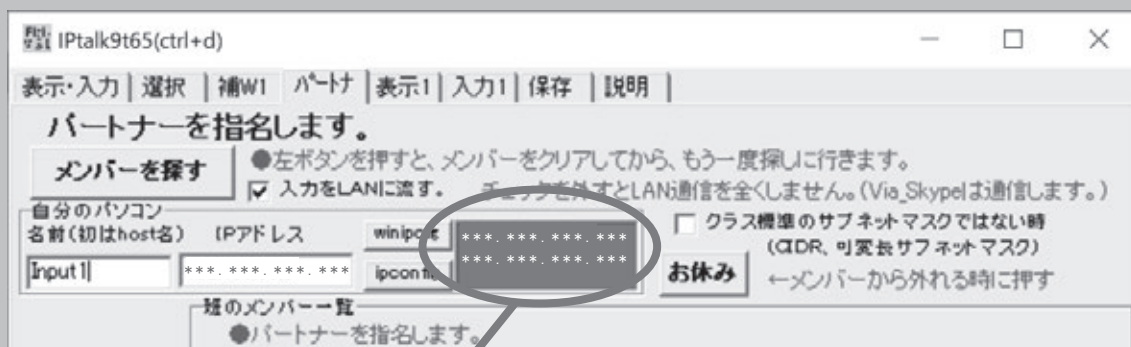 IPtalk9t65(ctrl+d)
表示・入力 選択 補W1 パートナ 表示1 入力1 保存 説明
パートナーを指名します。
メンバーを探す ●左ボタンを押すと、メンバーをクリアしてから、もう一度探しに行きます。
入力をLANに流す。 チェックを外すとLAN通信を全くしません。(Via_Skypeは通信します。)
自分のパソコン
名前(初はhost名) IPアドレス
クラス標準のサブネットマスクではない時
(CIDR、可変長サブネットマスク)
Input1 ***.***.***.***
***.***.***.***
***.***.***.***
お休み ←メンバーから外れる時に押す
班のメンバー一覧
●パートナーを指名します。